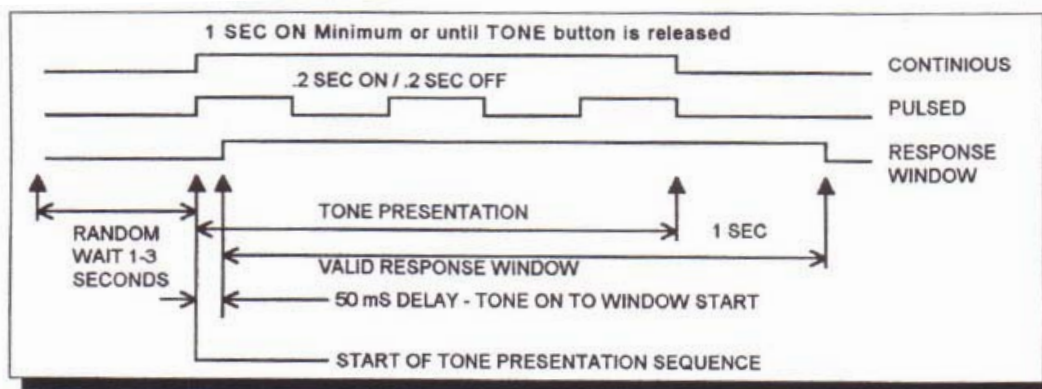 1 SEC ON Minimum or until TONE button is released
CONTINIOUS
.2 SEC ON / .2 SEC OFF
PULSED
RESPONSE
WINDOW
TONE PRESENTATION
1 SEC
RANDOM
WAIT 1-3
SECONDS
VALID RESPONSE WINDOW
50 mS DELAY - TONE ON TO WINDOW START
START OF TONE PRESENTATION SEQUENCE